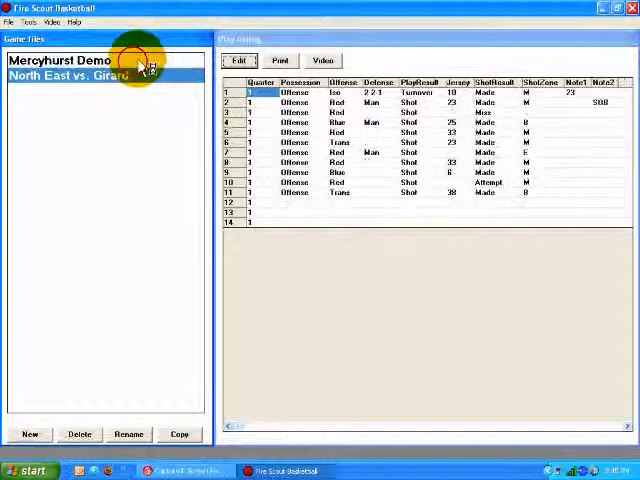 Fire Scout Basketball
File Tools Video Help
Game Files
Mercyhurst Demo
North East vs. Girard
Edit Print Video
Quarter Possession Offense Defense PlayResult Jersey ShotResult ShotZone Note1 Note2
1 1 Offense Iso 2-2-1 Turnover 10 Made M 23
2 1 Offense Red Man Shot 23 Made M SOB
3 1 Offense Red Shot Miss
4 1 Offense Blue Man Shot 25 Made B
5 1 Offense Red Shot 33 Made M
6 1 Offense Trans Shot 23 Made M
7 1 Offense Red Man Shot Made E
8 1 Offense Red Shot 33 Made M
9 1 Offense Blue Shot 6 Made M
10 1 Offense Red Shot Attempt M
11 1 Offense Trans Shot 38 Made B
12 1
13 1
14 1
New Delete Rename Copy
start Fire Scout Basketball